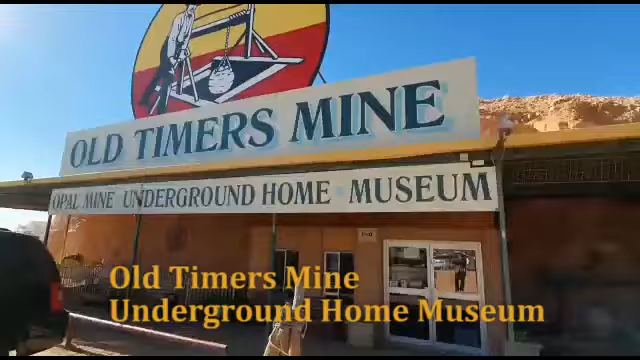 OLD TIMERS MINE
OPAL MINE UNDERGROUND HOME MUSEUM
Old Timers Mine
Underground Home Museum